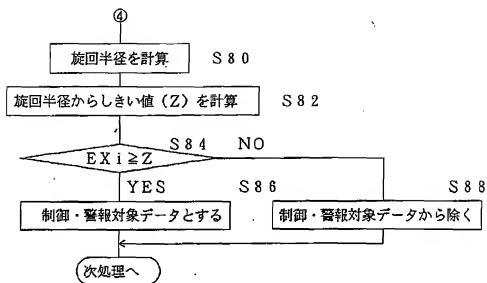 ④
旋回半径を計算 S80
旋回半径からしきい値（Z）を計算 S82
S84 NO
EXi≧Z
YES S86 S88
制御・警報対象データとする 制御・警報対象データから除く
次処理へ